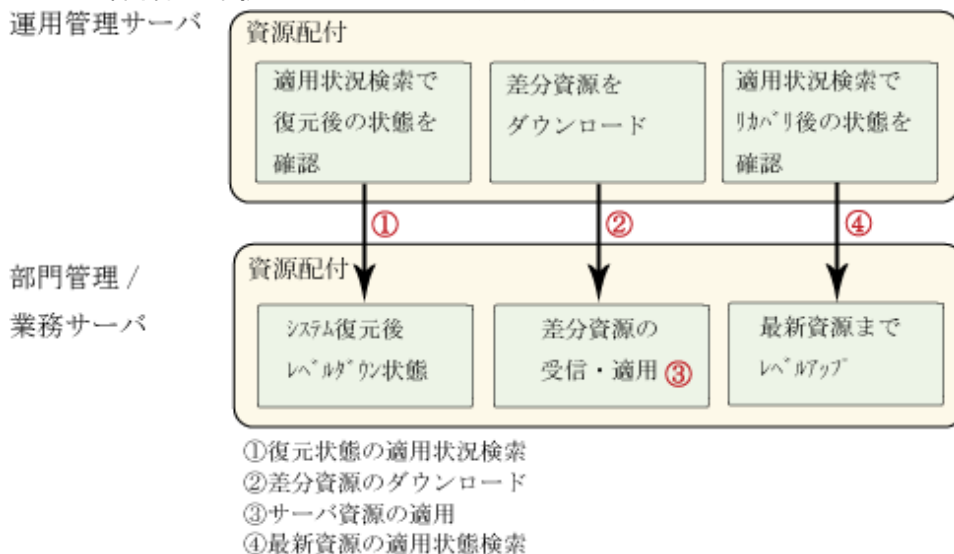 運用管理サーバ
資源配付
適用状況検索で
復元後の状態を
確認
差分資源を
ダウンロード
適用状況検索で
ﾘｶﾊﾞﾘ後の状態を
確認
①
②
④
部門管理 /
業務サーバ
資源配付
ｼｽﾃﾑ復元後
ﾚﾍﾞﾙﾀﾞｳﾝ状態
差分資源の
受信・適用③
最新資源まで
ﾚﾍﾞﾙｱｯﾌﾟ
①復元状態の適用状況検索
②差分資源のダウンロード
③サーバ資源の適用
④最新資源の適用状態検索